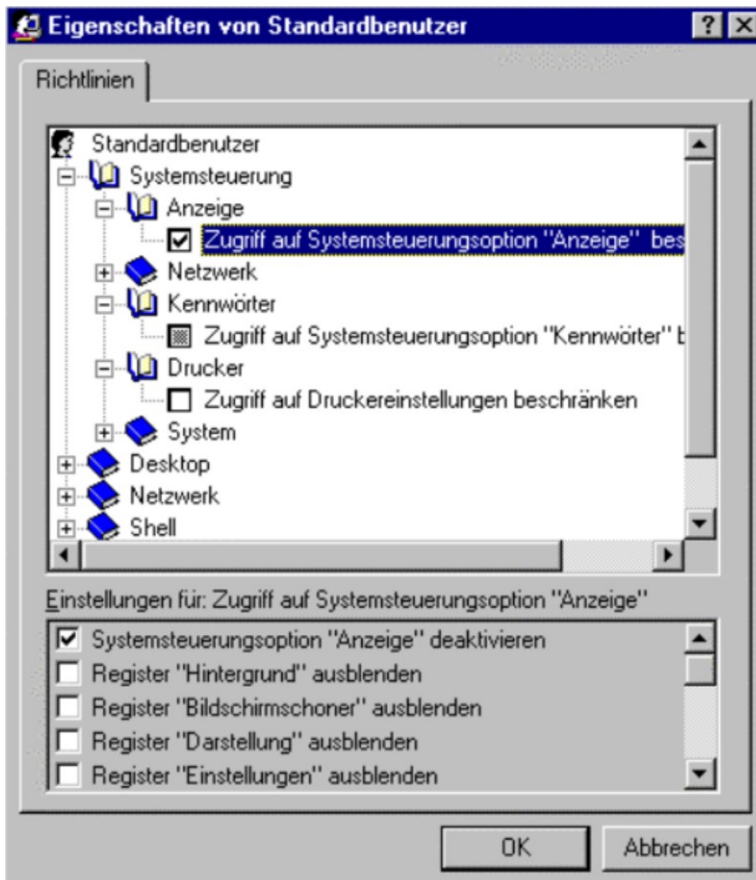 Eigenschaften von Standardbenutzer
Richtlinien
Standardbenutzer
Systemsteuerung
Anzeige
Zugriff auf Systemsteuerungsoption "Anzeige" bes
Netzwerk
Kennwörter
Zugriff auf Systemsteuerungsoption "Kennwörter" b
Drucker
Zugriff auf Druckereinstellungen beschränken
System
Desktop
Netzwerk
Shell
Einstellungen für: Zugriff auf Systemsteuerungsoption "Anzeige"
Systemsteuerungsoption "Anzeige" deaktivieren
Register "Hintergrund" ausblenden
Register "Bildschirmschoner" ausblenden
Register "Darstellung" ausblenden
Register "Einstellungen" ausblenden
OK Abbrechen